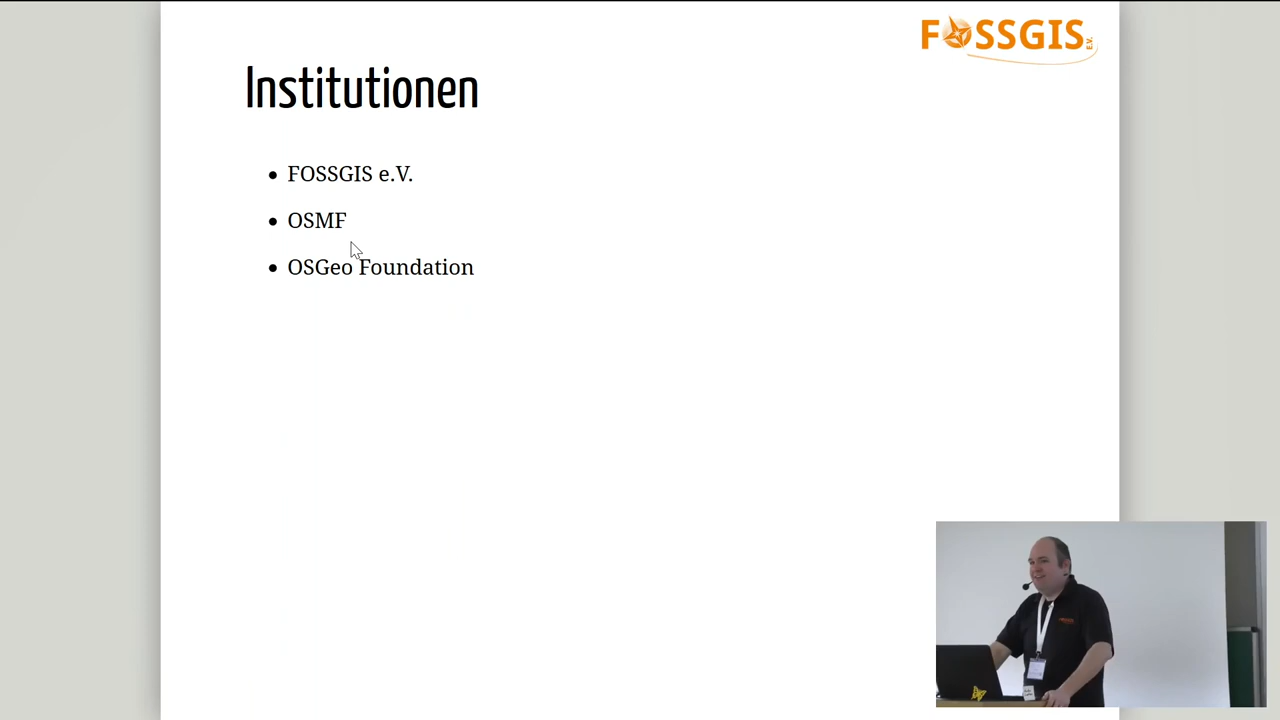 FOSSGIS e.V.
Institutionen
• FOSSGIS e.V.
• OSMF
• OSGeo Foundation